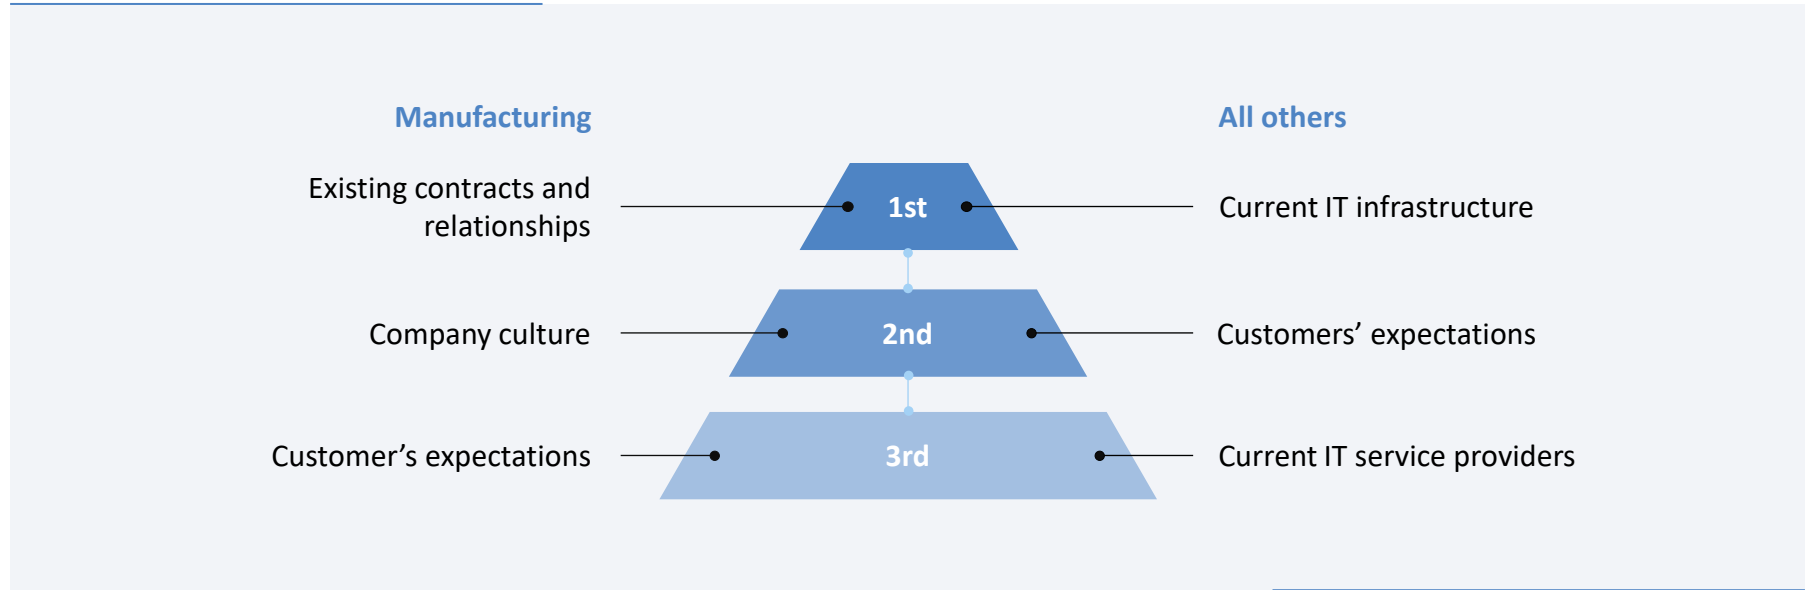 Manufacturing
All others
Existing contracts and
relationships
1st
Current IT infrastructure
Company culture
2nd
Customers’ expectations
Customer’s expectations
3rd
Current IT service providers